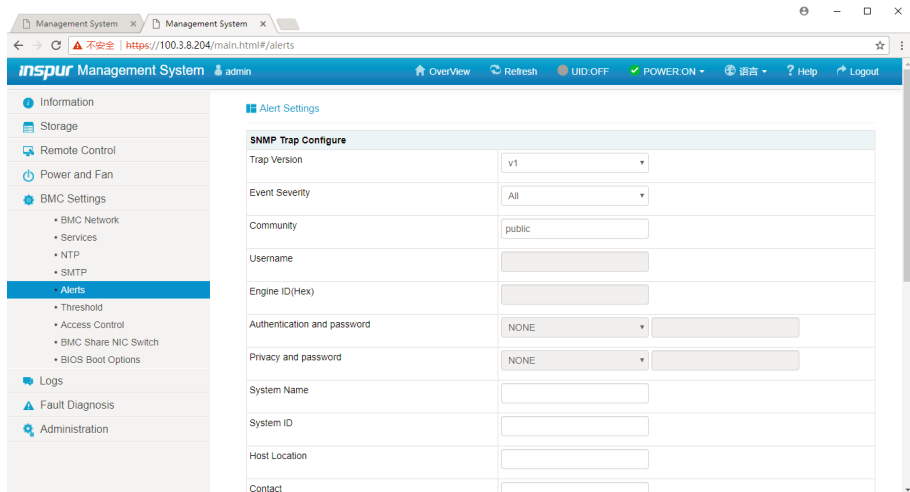 Management System
Management System
不安全 | https://100.3.8.204/main.html#/alerts
inspur Management System admin OverView Refresh UID:OFF POWER:ON 语言 Help Logout
Information
Storage
Remote Control
Power and Fan
BMC Settings
• BMC Network
• Services
• NTP
• SMTP
• Alerts
• Threshold
• Access Control
• BMC Share NIC Switch
• BIOS Boot Options
Logs
Fault Diagnosis
Administration
Alert Settings
SNMP Trap Configure
Trap Version v1
Event Severity All
Community public
Username
Engine ID(Hex)
Authentication and password NONE
Privacy and password NONE
System Name
System ID
Host Location
Contact